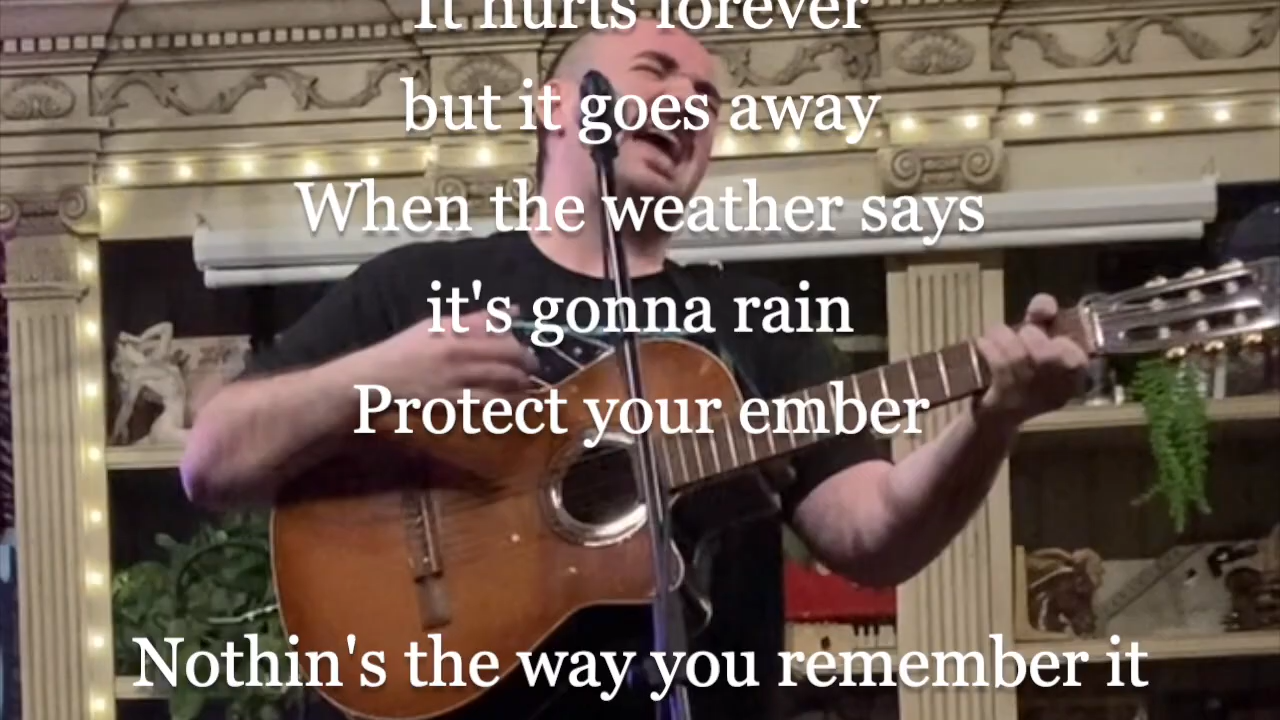 It hurts forever
but it goes away
When the weather says
it's gonna rain
Protect your ember
Nothin's the way you remember it